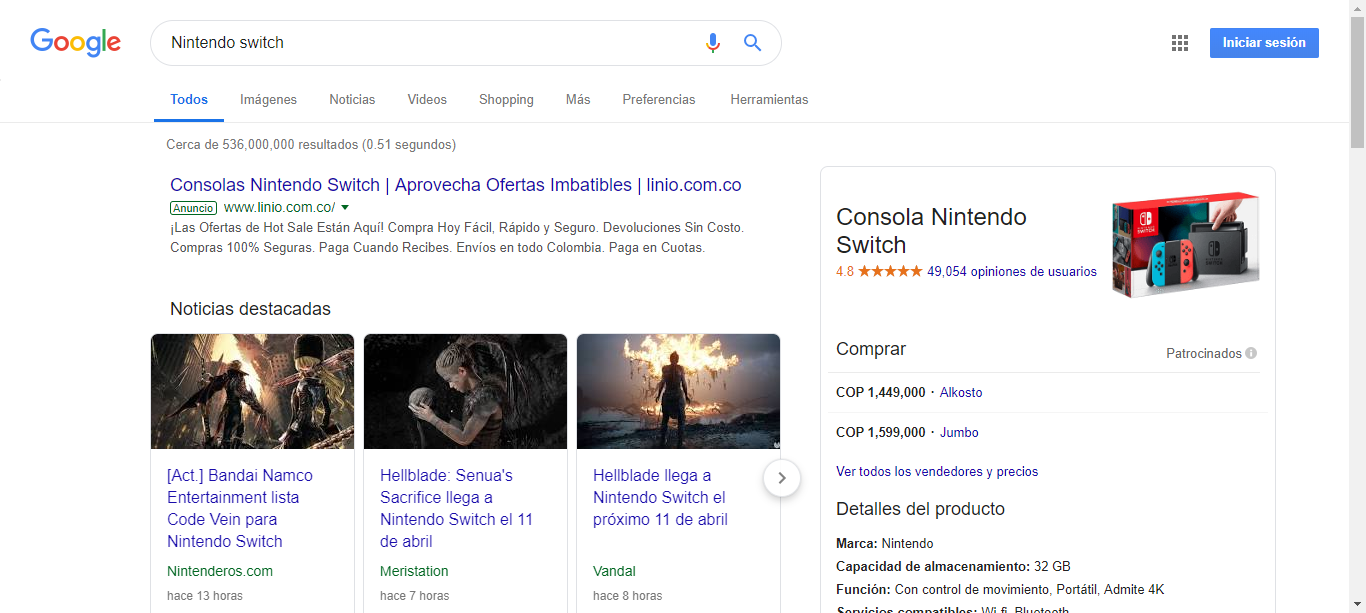 Google
Nintendo switch
Iniciar sesión
Todos
Imágenes
Noticias
Videos
Shopping
Más
Preferencias
Herramientas
Cerca de 536,000,000 resultados (0.51 segundos)
Consolas Nintendo Switch | Aprovecha Ofertas Imbatibles | linio.com.co
Anuncio www.linio.com.co/
¡Las Ofertas de Hot Sale Están Aquí! Compra Hoy Fácil, Rápido y Seguro. Devoluciones Sin Costo.
Compras 100% Seguras. Paga Cuando Recibes. Envíos en todo Colombia. Paga en Cuotas.
Noticias destacadas
[Act.] Bandai Namco
Entertainment lista
Code Vein para
Nintendo Switch
Nintenderos.com
hace 13 horas
Hellblade: Senua's
Sacrifice llega a
Nintendo Switch el 11
de abril
Meristation
hace 7 horas
Hellblade llega a
Nintendo Switch el
próximo 11 de abril
Vandal
hace 8 horas
Consola Nintendo
Switch
4.8 ★★★★★ 49,054 opiniones de usuarios
Comprar
Patrocinados
COP 1,449,000 · Alkosto
COP 1,599,000 · Jumbo
Ver todos los vendedores y precios
Detalles del producto
Marca: Nintendo
Capacidad de almacenamiento: 32 GB
Función: Con control de movimiento, Portátil, Admite 4K
Servicios compatibles: Wi-fi, Bluetooth